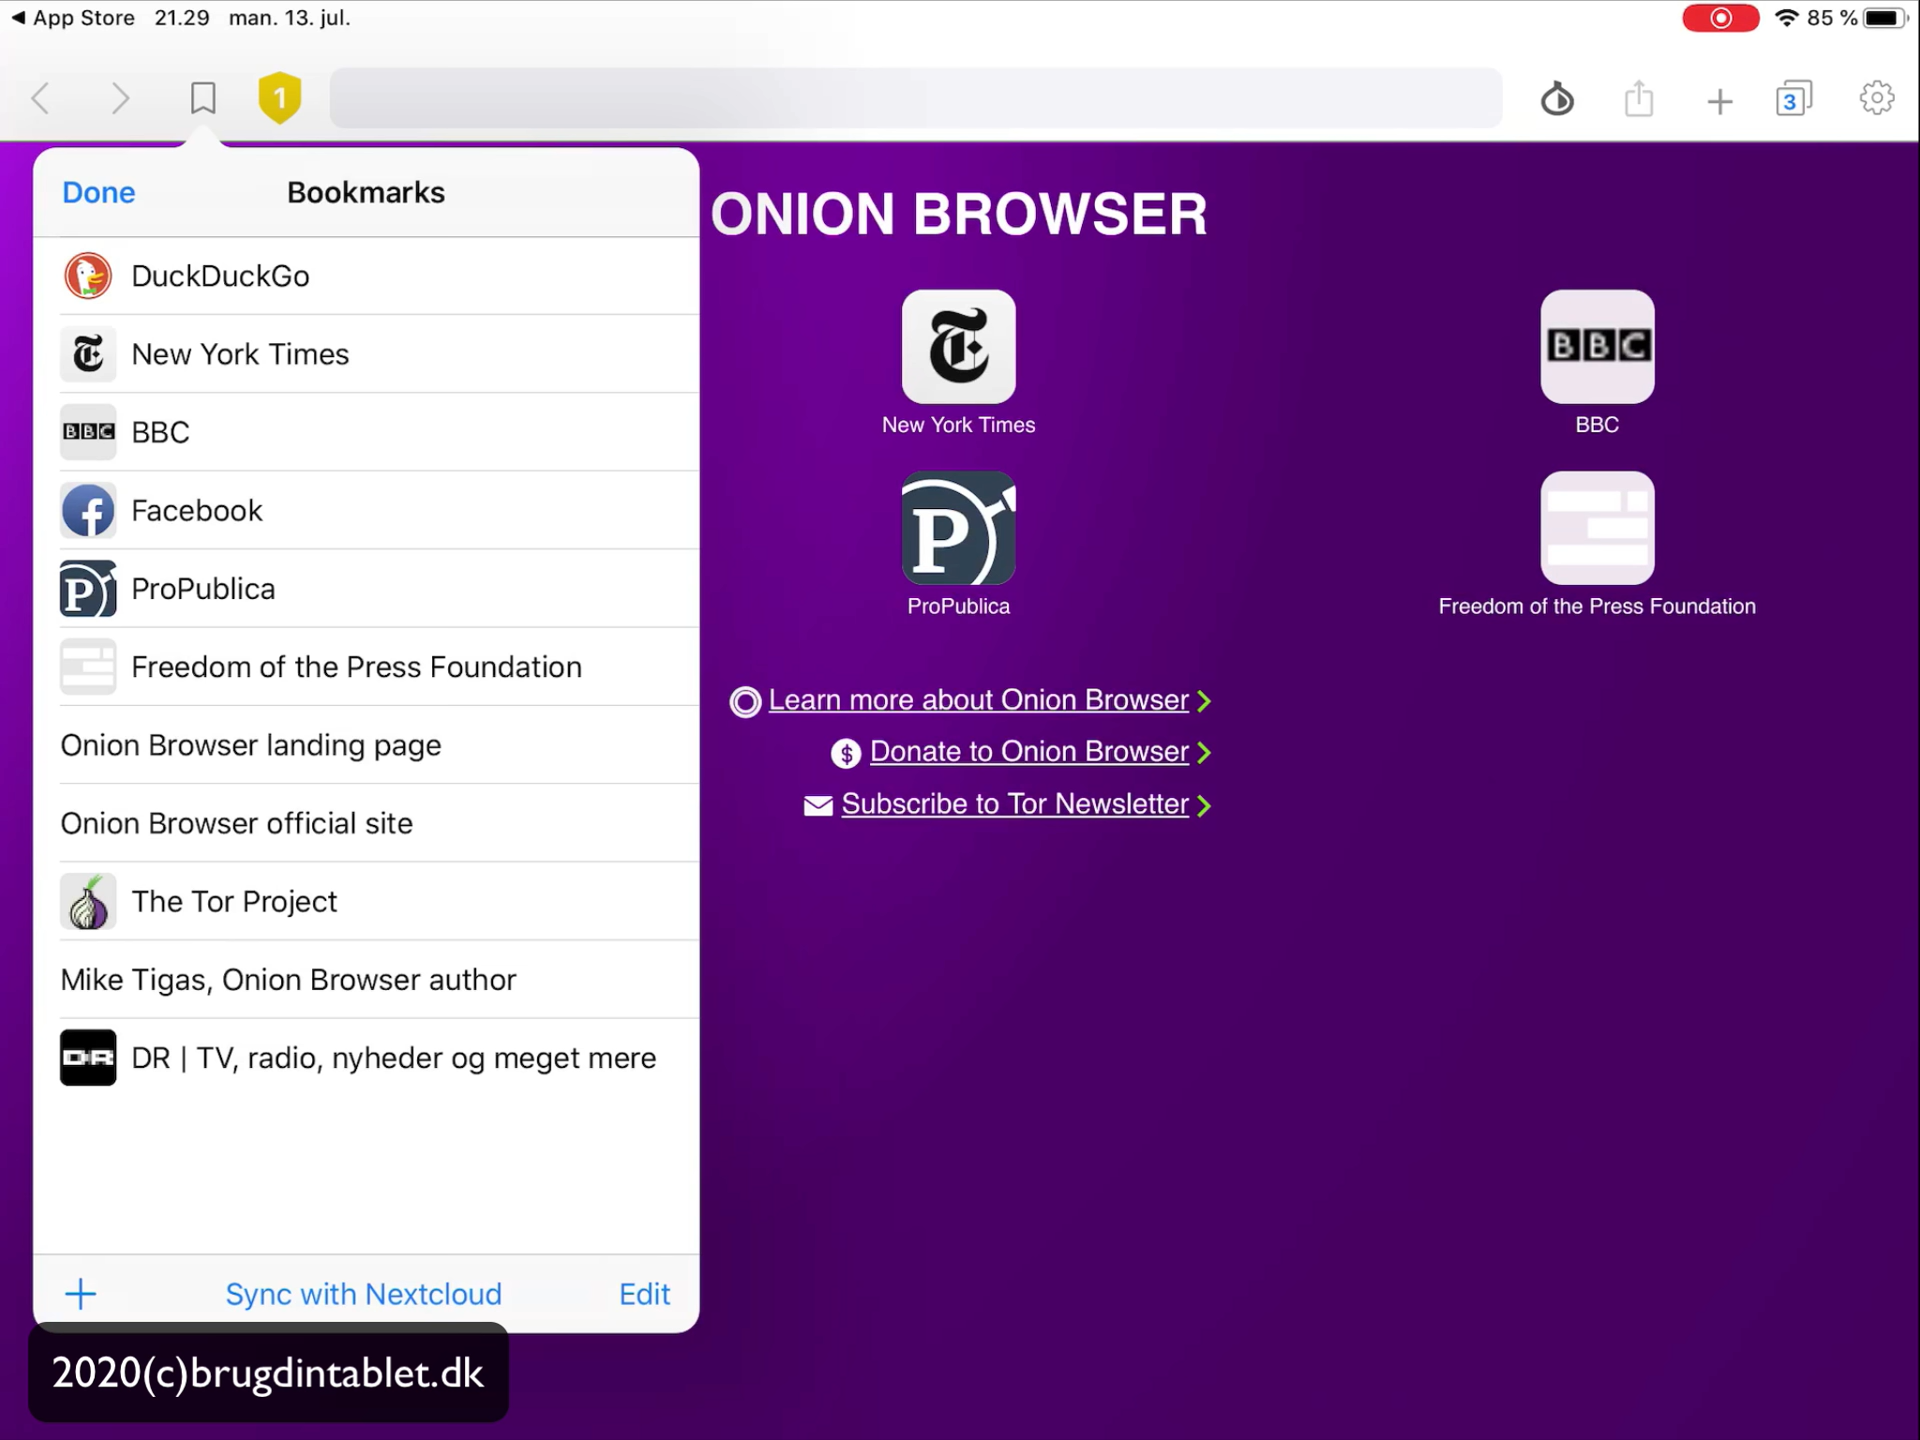 App Store 21.29 man. 13. jul.
85 %
1
3
Done Bookmarks
DuckDuckGo
New York Times
BBC
BBC
Facebook
P
ProPublica
Freedom of the Press Foundation
Onion Browser landing page
Onion Browser official site
The Tor Project
Mike Tigas, Onion Browser author
DR
DR | TV, radio, nyheder og meget mere
Sync with Nextcloud Edit
ONION BROWSER
BBC
New York Times BBC
P
ProPublica Freedom of the Press Foundation
Learn more about Onion Browser
$ Donate to Onion Browser
Subscribe to Tor Newsletter
2020(c)brugdintablet.dk